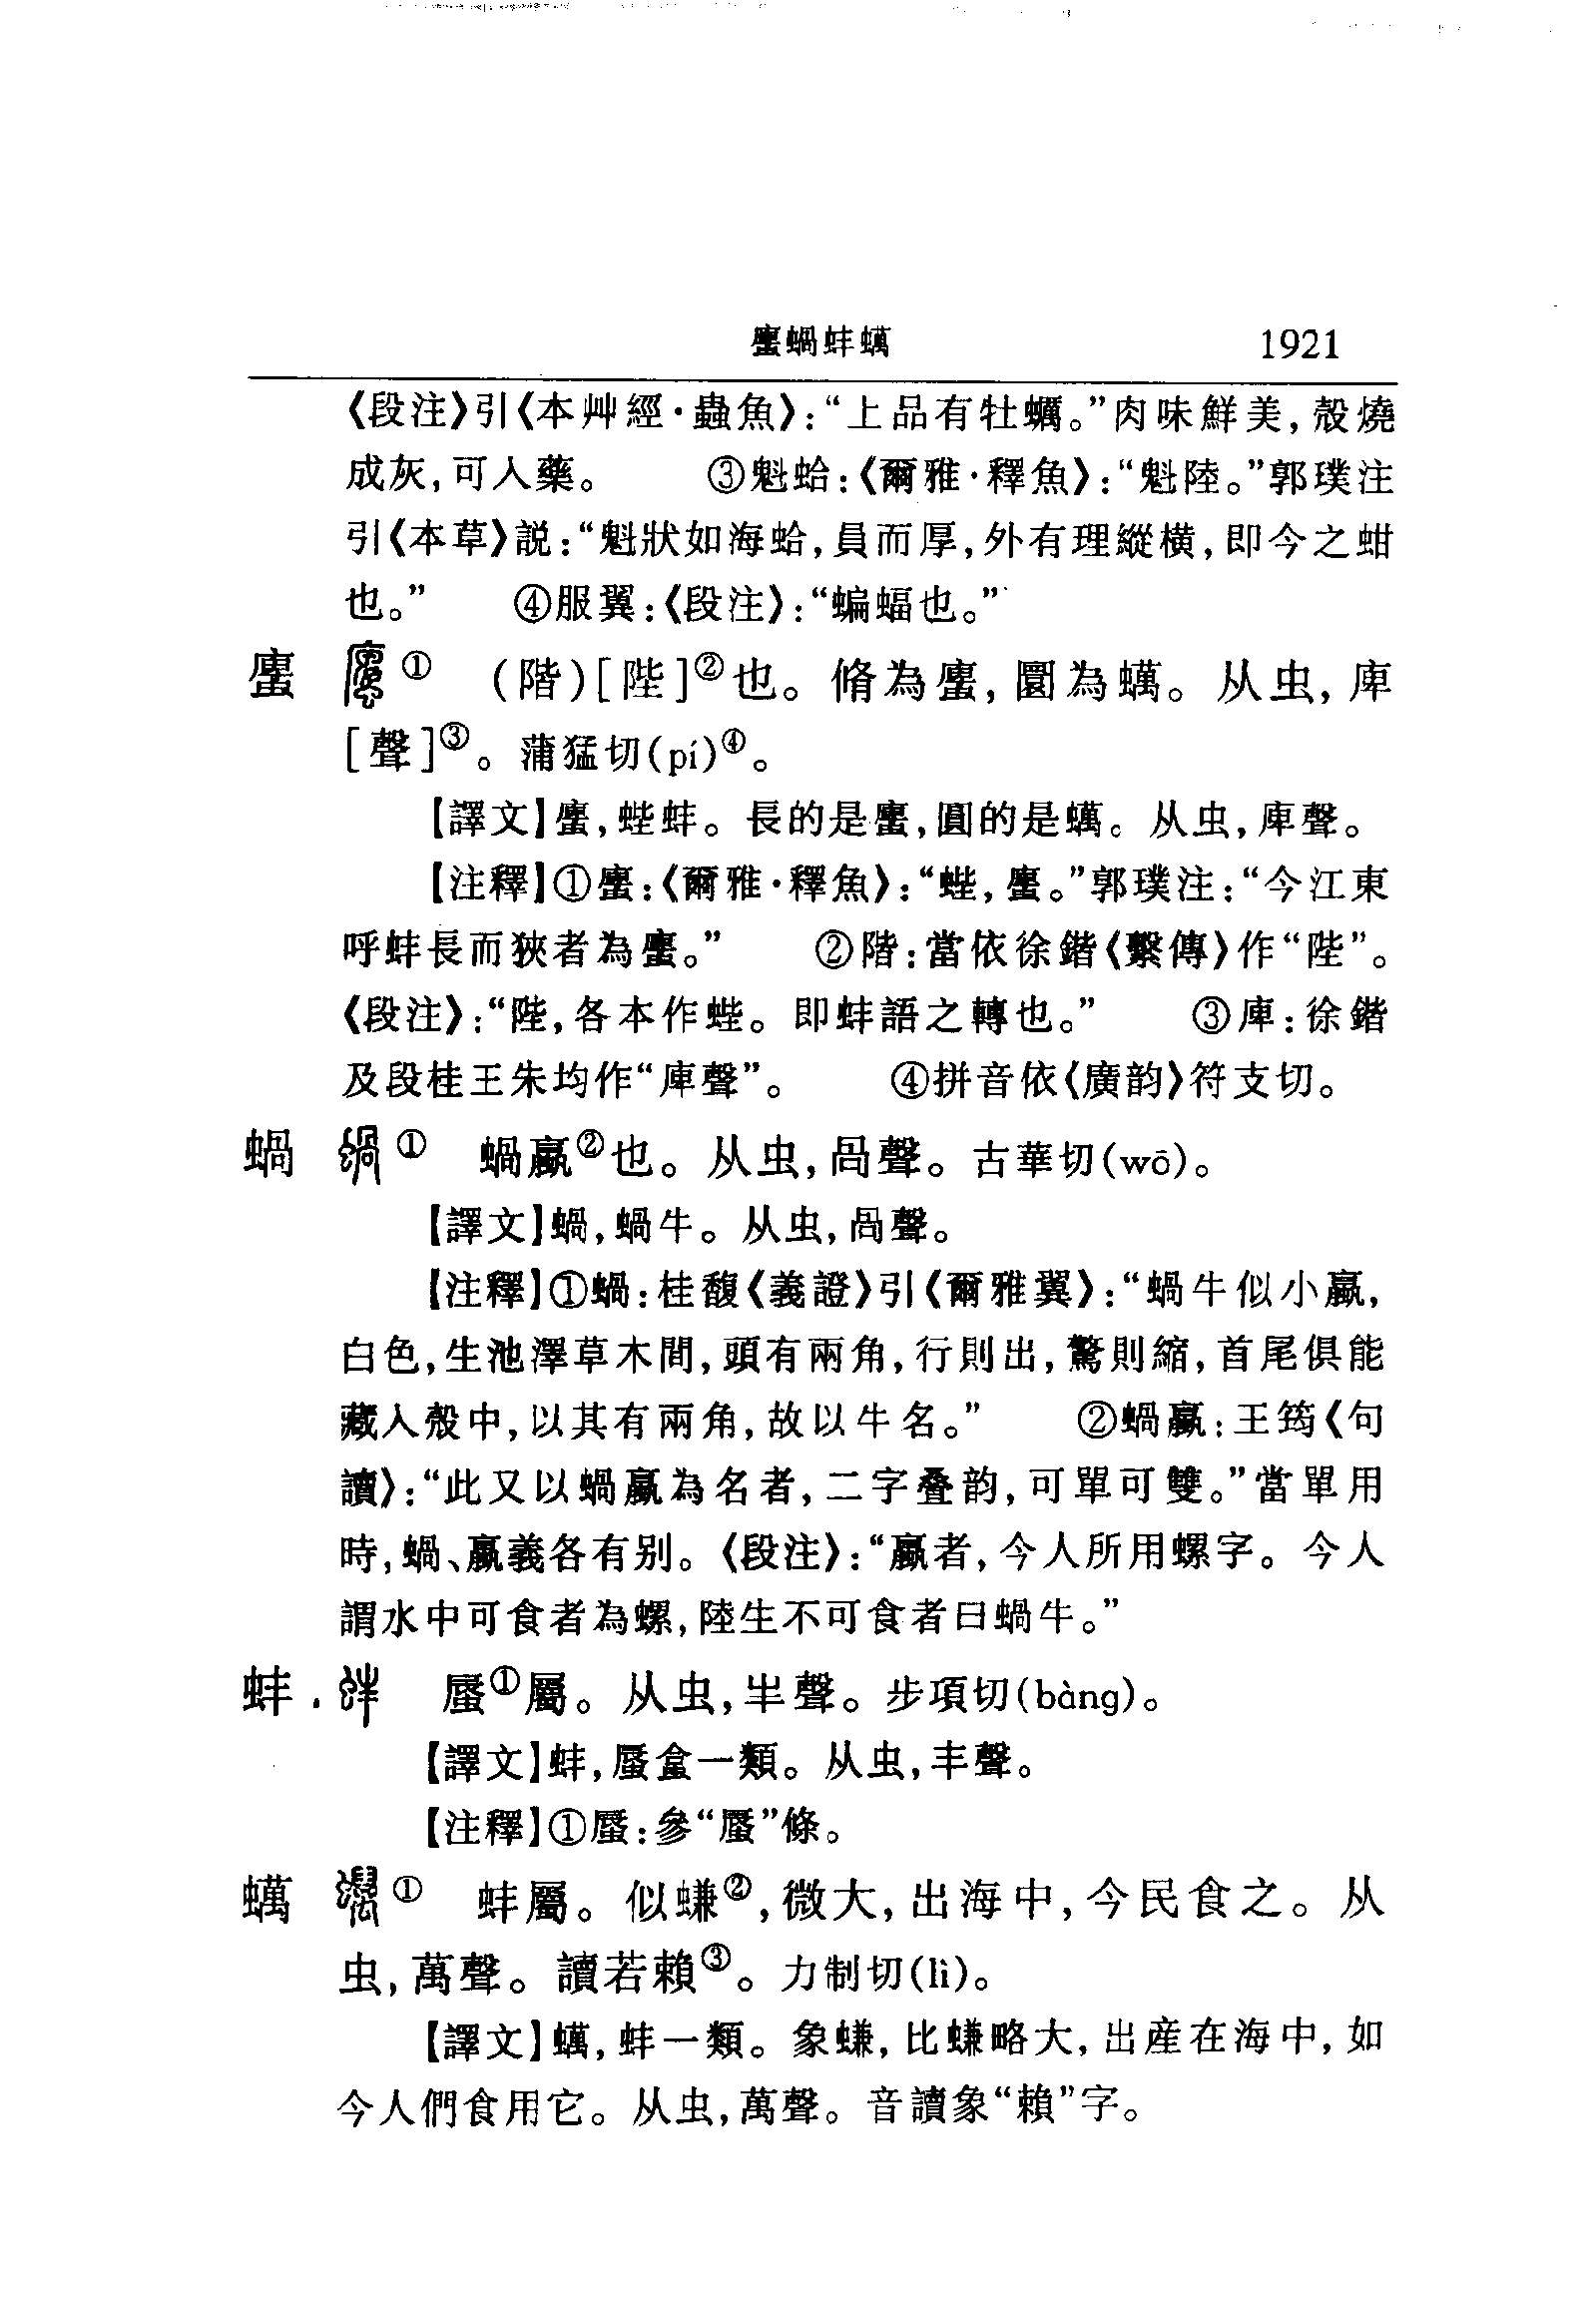 蠯蝸蚌蠇 1921
《段注》引《本艸經·蟲魚》:“上品有牡蠣。”肉味鮮美,殼燒
成灰,可入藥。 ③魁蛤:《爾雅·釋魚》:“魁陸。”郭璞注
引《本草》説:“魁狀如海蛤,員而厚,外有理縱橫,即今之蚶
也。” ④服翼:《段注》:“蝙蝠也。”
蠯 ① (階)[陛]②也。脩為蠯,圜為蠇。从虫,庳
[聲]③。蒲猛切(pí)④。
【譯文】蠯,蜌蚌。長的是蠯,圓的是蠇。从虫,庳聲。
【注釋】①蠯:《爾雅·釋魚》:“蜌,蠯。”郭璞注:“今江東
呼蚌長而狹者為蠯。” ②階:當依徐鍇《繫傳》作“陛”。
《段注》:“陛,各本作蜌。即蚌語之轉也。” ③庳:徐鍇
及段桂王朱均作“庳聲”。 ④拼音依《廣韵》符支切。
蝸 ① 蝸蠃②也。从虫,咼聲。古華切(wō)。
【譯文】蝸,蝸牛。从虫,咼聲。
【注釋】①蝸:桂馥《義證》引《爾雅翼》:“蝸牛似小蠃,
白色,生池澤草木間,頭有兩角,行則出,驚則縮,首尾俱能
藏入殼中,以其有兩角,故以牛名。” ②蝸蠃:王筠《句
讀》:“此又以蝸蠃為名者,二字叠韵,可單可雙。”當單用
時,蝸、蠃義各有别。《段注》:“蠃者,今人所用螺字。今人
謂水中可食者為螺,陸生不可食者曰蝸牛。”
蚌 蜃①屬。从虫,半聲。步項切(bàng)。
【譯文】蚌,蜃盒一類。从虫,丰聲。
【注釋】①蜃:參“蜃”條。
蠇 ① 蚌屬。似螊②,微大,出海中,今民食之。从
虫,萬聲。讀若賴③。力制切(lì)。
【譯文】蠇,蚌一類。象螊,比螊略大,出産在海中,如
今人們食用它。从虫,萬聲。音讀象“賴”字。